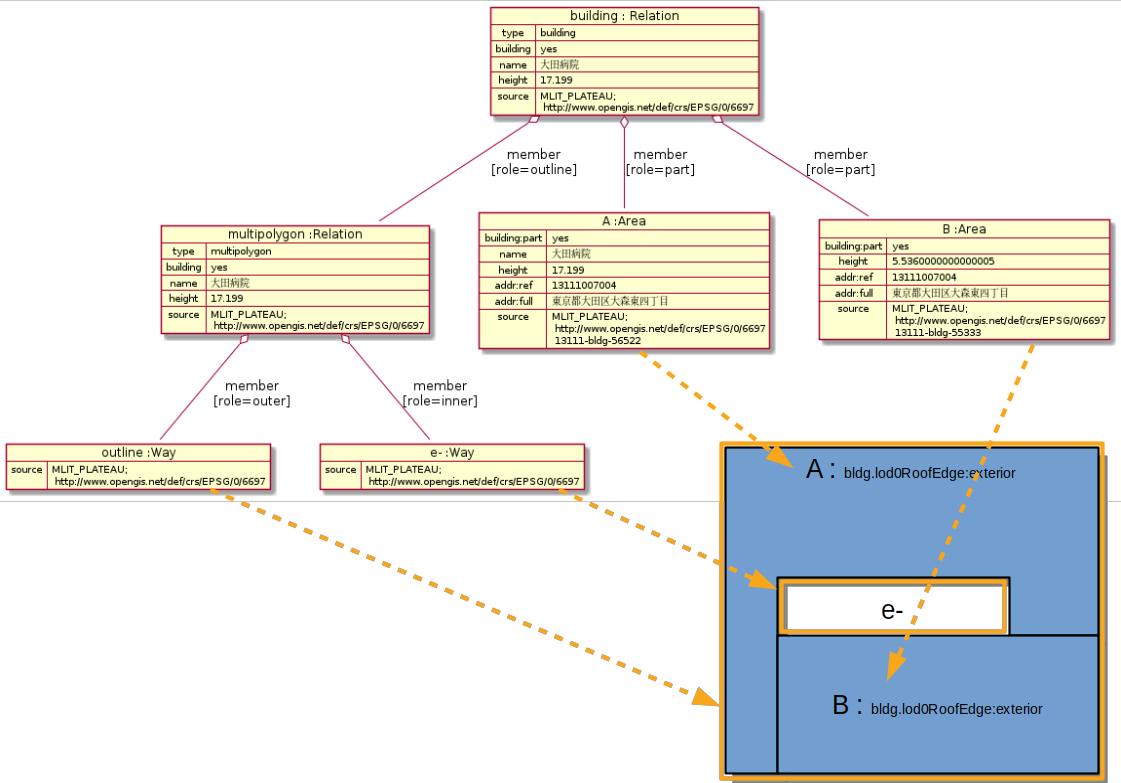 building : Relation
type building
building yes
name 大田病院
height 17.199
source MLIT_PLATEAU;
http://www.opengis.net/def/crs/EPSG/0/6697
member
[role=outline]
member
[role=part]
member
[role=part]
multipolygon :Relation
type multipolygon
building yes
name 大田病院
height 17.199
source MLIT_PLATEAU;
http://www.opengis.net/def/crs/EPSG/0/6697
A :Area
building:part yes
name 大田病院
height 17.199
addr:ref 13111007004
addr:full 東京都大田区大森東四丁目
source MLIT_PLATEAU;
http://www.opengis.net/def/crs/EPSG/0/6697
13111-bldg-56522
B :Area
building:part yes
height 5.5360000000000005
addr:ref 13111007004
addr:full 東京都大田区大森東四丁目
source MLIT_PLATEAU;
http://www.opengis.net/def/crs/EPSG/0/6697
13111-bldg-55333
member
[role=outer]
member
[role=inner]
outline :Way
source MLIT_PLATEAU;
http://www.opengis.net/def/crs/EPSG/0/6697
e- :Way
source MLIT_PLATEAU;
http://www.opengis.net/def/crs/EPSG/0/6697
A : bldg.lod0RoofEdge:exterior
e-
B : bldg.lod0RoofEdge:exterior